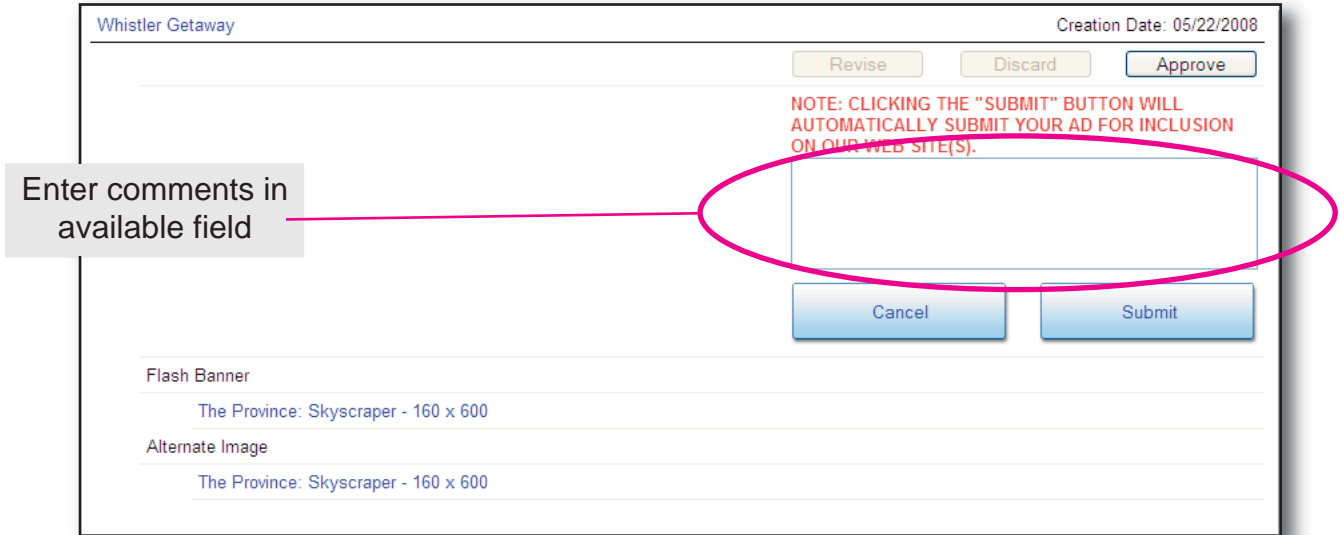 Whistler Getaway
Creation Date: 05/22/2008
Revise
Discard
Approve
NOTE: CLICKING THE "SUBMIT" BUTTON WILL
AUTOMATICALLY SUBMIT YOUR AD FOR INCLUSION
ON OUR WEB SITE(S).
Enter comments in
available field
Cancel
Submit
Flash Banner
The Province: Skyscraper - 160 x 600
Alternate Image
The Province: Skyscraper - 160 x 600